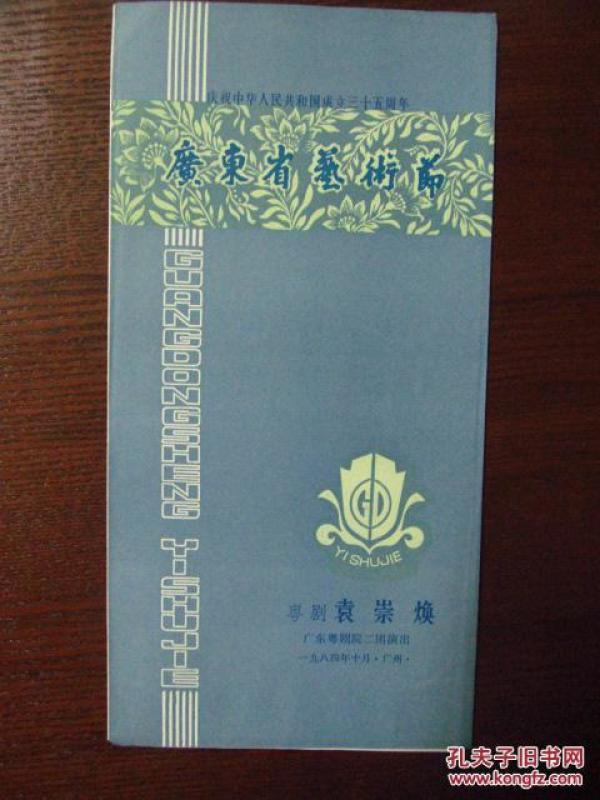 庆祝中华人民共和国成立三十五周年
廣東省藝術節
GUANGDONGSHENG YISHUJIE
GD
YISHUJIE
粤剧 袁崇焕
广东粤剧院二团演出
一九八四年十月·广州·
孔夫子旧书网
www.kongfz.com